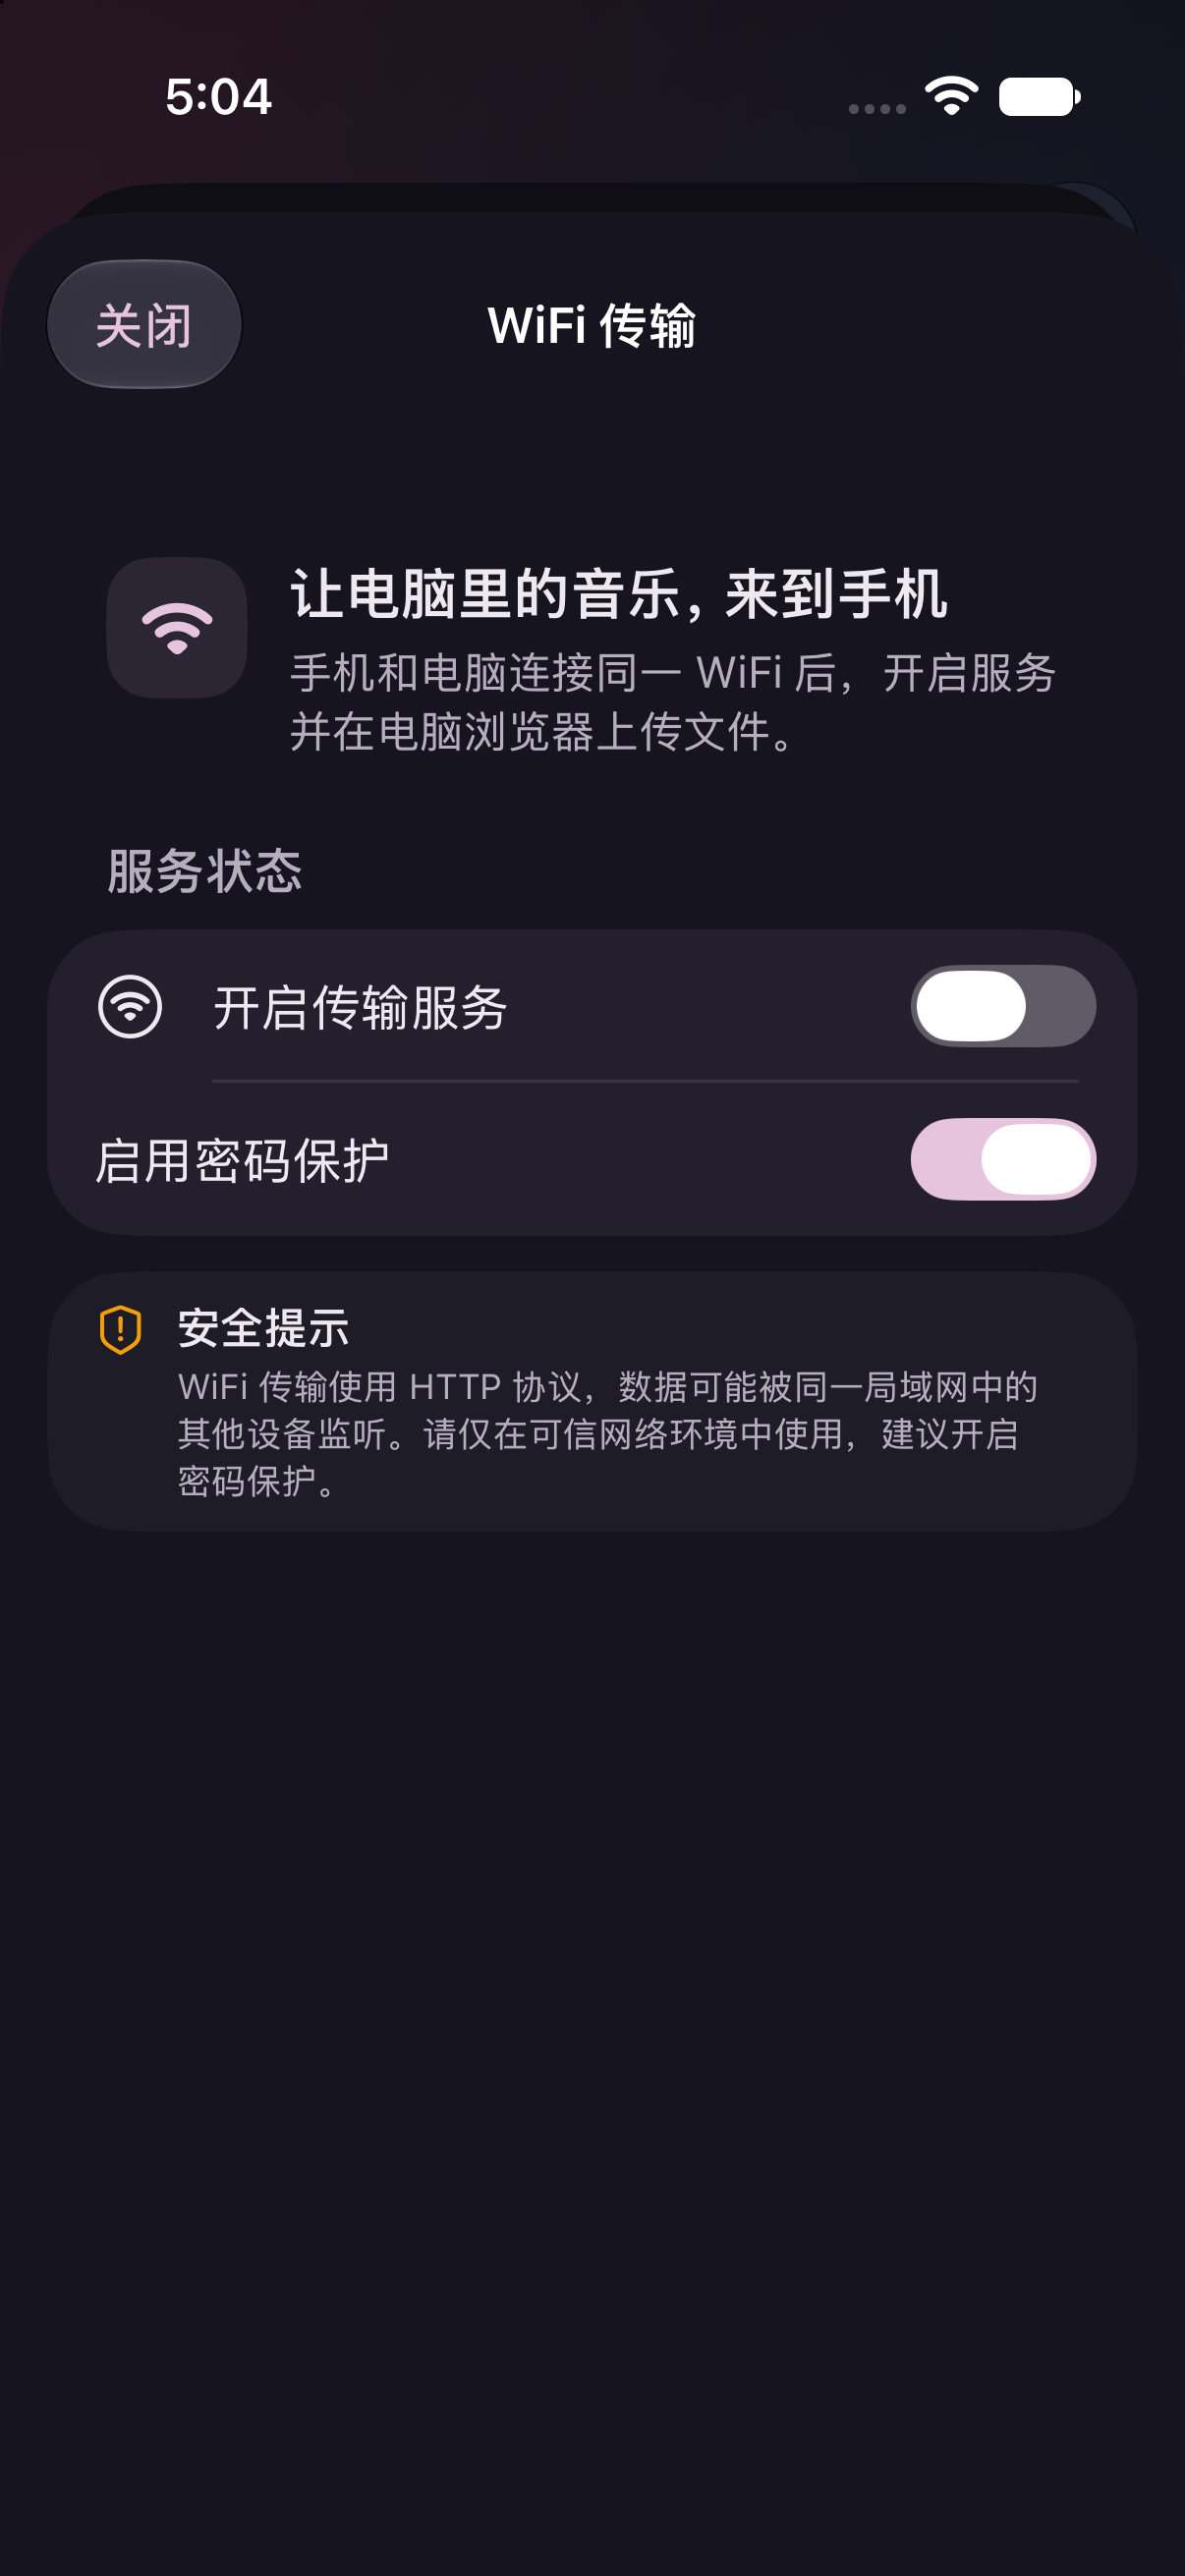 5:04
关闭
WiFi 传输
让电脑里的音乐，来到手机
手机和电脑连接同一 WiFi 后，开启服务
并在电脑浏览器上传文件。
服务状态
开启传输服务
启用密码保护
安全提示
WiFi 传输使用 HTTP 协议，数据可能被同一局域网中的
其他设备监听。请仅在可信网络环境中使用，建议开启
密码保护。